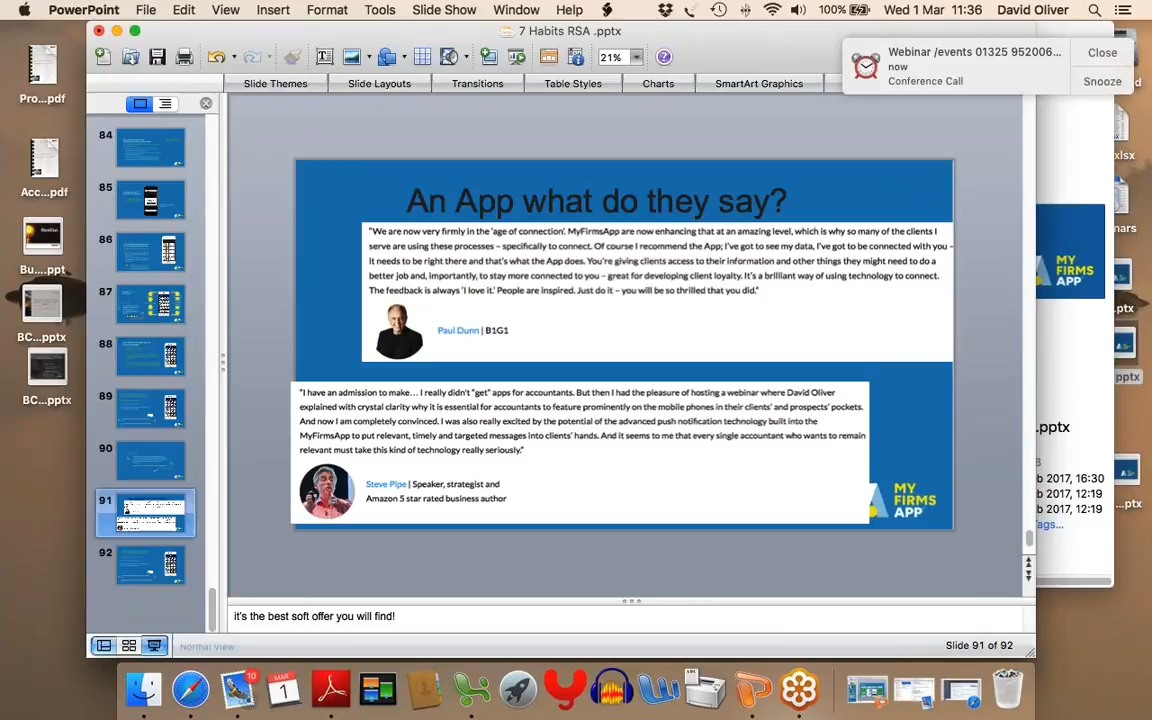 PowerPoint File Edit View Insert Format Tools Slide Show Window Help 100% Wed 1 Mar 11:36 David Oliver
7 Habits RSA .pptx
Webinar /events 01325 952006...
now
Conference Call
Close
Snooze
21%
Slide Themes Slide Layouts Transitions Table Styles Charts SmartArt Graphics
Pro...pdf
Acc...pdf
Bu....ppt
BC...pptx
BC...pptx
84
85
86
87
88
89
90
91
92
An App what do they say?
"We are now very firmly in the 'age of connection'. MyFirmsApp are now enhancing that at an amazing level, which is why so many of the clients I
serve are using these processes – specifically to connect. Of course I recommend the App; I've got to see my data, I've got to be connected with you –
it needs to be right there and that's what the App does. You're giving clients access to their information and other things they might need to do a
better job and, importantly, to stay more connected to you – great for developing client loyalty. It's a brilliant way of using technology to connect.
The feedback is always 'I love it.' People are inspired. Just do it – you will be so thrilled that you did."
Paul Dunn | B1G1
"I have an admission to make… I really didn't "get" apps for accountants. But then I had the pleasure of hosting a webinar where David Oliver
explained with crystal clarity why it is essential for accountants to feature prominently on the mobile phones in their clients' and prospects' pockets.
And now I am completely convinced. I was also really excited by the potential of the advanced push notification technology built into the
MyFirmsApp to put relevant, timely and targeted messages into clients' hands. And it seems to me that every single accountant who wants to remain
relevant must take this kind of technology really seriously."
Steve Pipe | Speaker, strategist and
Amazon 5 star rated business author
MY
FIRMS
APP
it's the best soft offer you will find!
Normal View
Slide 91 of 92
xlsx
nars
MY
FIRMS
APP
.ptx
.pptx
b 2017, 16:30
b 2017, 12:19
b 2017, 12:19
ags...
...ptx
10
MAR
1